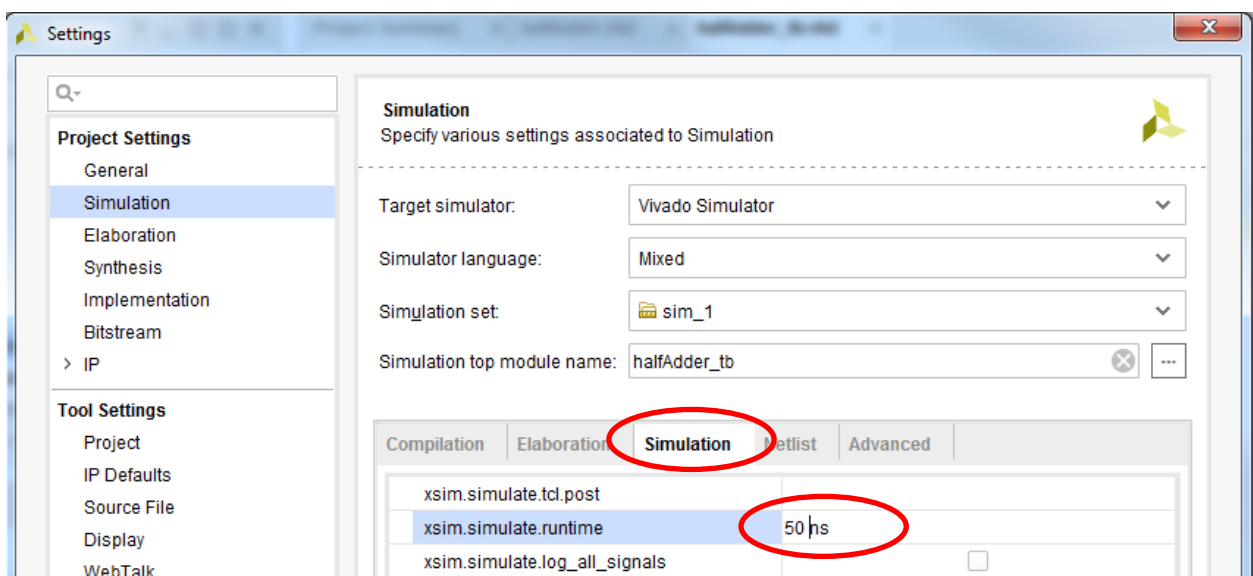 Settings
Project Settings
General
Simulation
Elaboration
Synthesis
Implementation
Bitstream
> IP
Tool Settings
Project
IP Defaults
Source File
Display
WebTalk
Simulation
Specify various settings associated to Simulation
Target simulator: Vivado Simulator
Simulator language: Mixed
Simulation set: sim_1
Simulation top module name: halfAdder_tb ...
Compilation Elaboration Simulation Netlist Advanced
xsim.simulate.tcl.post
xsim.simulate.runtime 50 ns
xsim.simulate.log_all_signals